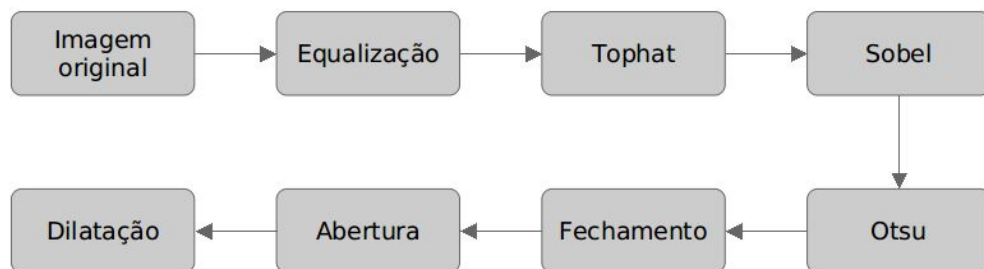 Imagem
original
Equalização
Tophat
Sobel
Dilatação
Abertura
Fechamento
Otsu